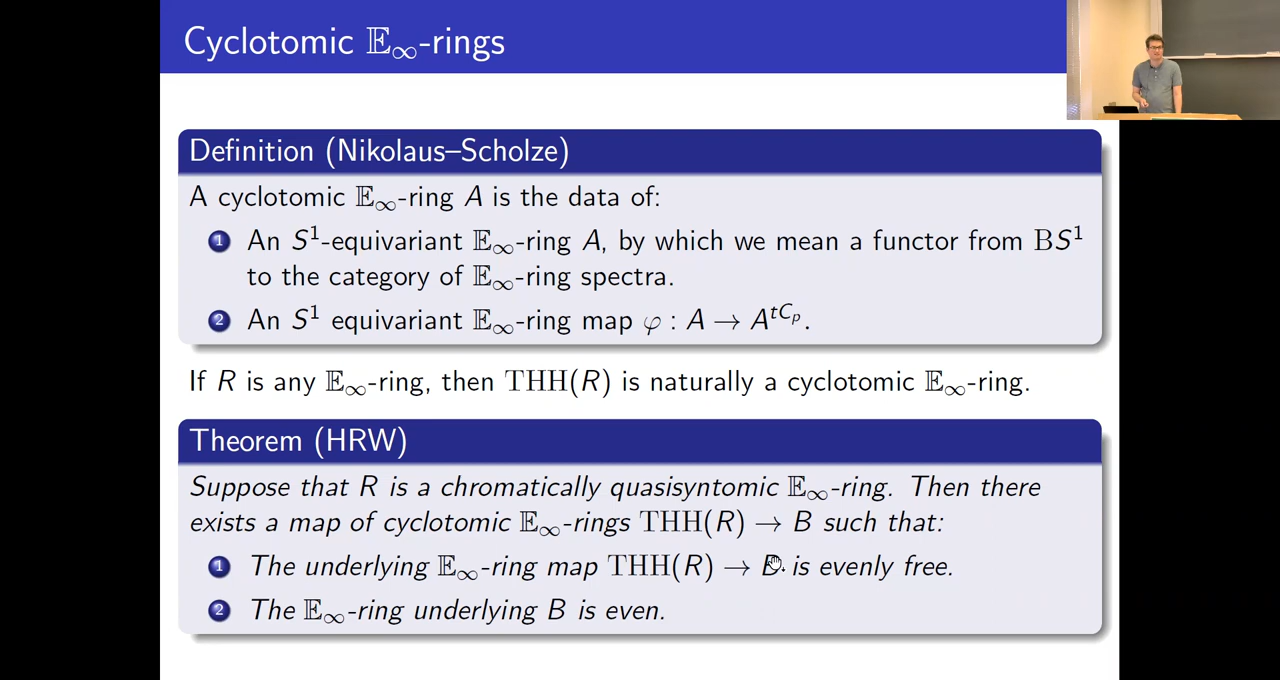 Cyclotomic 𝔼∞-rings
Definition (Nikolaus–Scholze)
A cyclotomic 𝔼∞-ring A is the data of:
1 An S¹-equivariant 𝔼∞-ring A, by which we mean a functor from BS¹
to the category of 𝔼∞-ring spectra.
2 An S¹ equivariant 𝔼∞-ring map φ : A → A^{tC_p}.
If R is any 𝔼∞-ring, then THH(R) is naturally a cyclotomic 𝔼∞-ring.
Theorem (HRW)
Suppose that R is a chromatically quasisyntomic 𝔼∞-ring. Then there
exists a map of cyclotomic 𝔼∞-rings THH(R) → B such that:
1 The underlying 𝔼∞-ring map THH(R) → B is evenly free.
2 The 𝔼∞-ring underlying B is even.